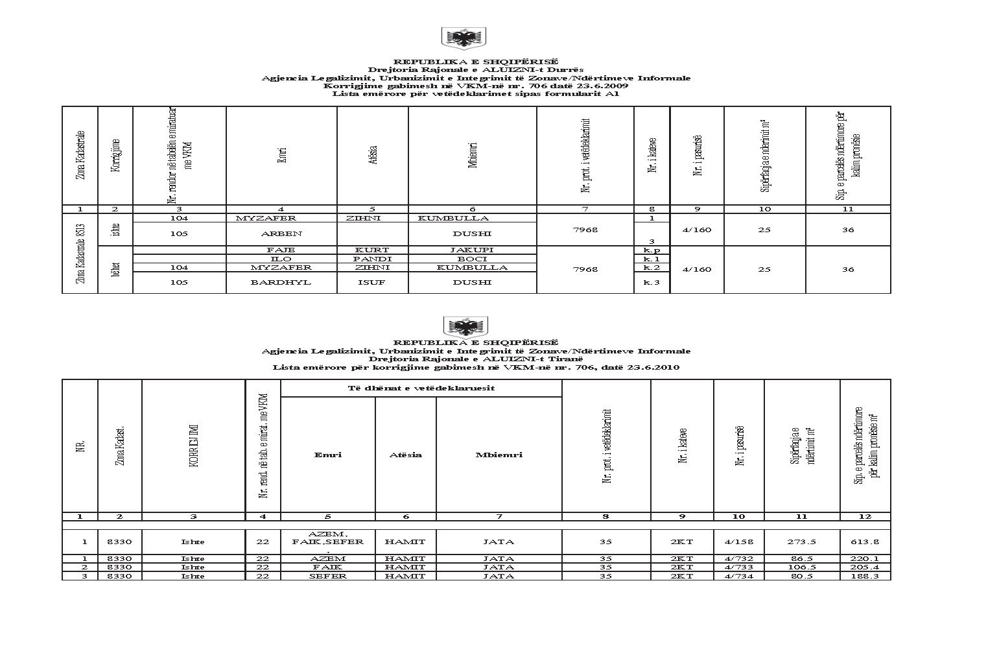 REPUBLIKA E SHQIPËRISË
Drejtoria Rajonale e ALUIZNI-t Durrës
Agjencia Legalizimit, Urbanizimit e Integrimit të Zonave/Ndërtimeve Informale
Korrigjime gabimesh në VKM-në nr. 706 datë 23.6.2009
Lista emërore për vetëdeklarimet sipas formularit A1
Zona Kadastrale
Korrigjime
Nr. rendor në tabelën e miratuar
me VKM
Emri
Atësia
Mbiemri
Nr. prot. i vetëdeklarimit
Nr. i kateve
Nr. i pasurisë
Sipërfaqja e nderimit m²
Sip. e parcelës ndërtimore për
kalim pronësie
1 2 3 4 5 6 7 8 9 10 11
Zona Kadastrale 8513
ishte
104 MYZAFER ZIHNI KUMBULLA 1
7968 4/160 25 36
105 ARBEN DUSHI
3
bëhet
FAJE KURT JAKUPI k.p
ILO PANDI BOCI k.1
104 MYZAFER ZIHNI KUMBULLA k.2
7968 4/160 25 36
105 BARDHYL ISUF DUSHI k.3
REPUBLIKA E SHQIPËRISË
Agjencia Legalizimit, Urbanizimit e Integrimit të Zonave/Ndërtimeve Informale
Drejtoria Rajonale e ALUIZNI-t Tiranë
Lista emërore për korrigjime gabimesh në VKM-në nr. 706, datë 23.6.2010
NR.
Zona Kadast.
KORRIGJIMI
Nr. rend. në tab. e mirat. me VKM
Të dhënat e vetëdeklaruesit
Emri
Atësia
Mbiemri
Nr. prot. i vetëdeklarimit
Nr. i kateve
Nr. i pasurisë
Sipërfaqja e
ndërtimit m²
Sip. e parcelës ndërtimore
për kalim pronësie m²
1 2 3 4 5 6 7 8 9 10 11 12
AZEM,
1 8330 Ishte 22 FAIK,SEFER HAMIT JATA 35 2KT 4/158 273.5 613.8
,
1 8330 Ishte 22 AZEM HAMIT JATA 35 2KT 4/732 86.5 220.1
2 8330 Ishte 22 FAIK HAMIT JATA 35 2KT 4/733 106.5 205.4
3 8330 Ishte 22 SEFER HAMIT JATA 35 2KT 4/734 80.5 188.3